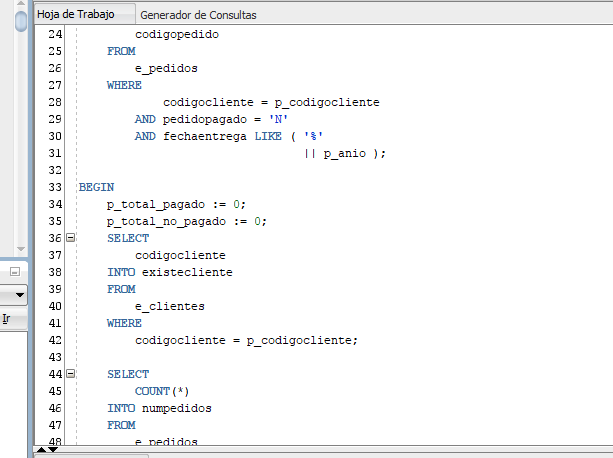 Hoja de Trabajo Generador de Consultas
24 codigopedido
25 FROM
26 e_pedidos
27 WHERE
28 codigocliente = p_codigocliente
29 AND pedidopagado = 'N'
30 AND fechaentrega LIKE ( '%'
31 || p_anio );
32
33 BEGIN
34 p_total_pagado := 0;
35 p_total_no_pagado := 0;
36 SELECT
37 codigocliente
38 INTO existecliente
39 FROM
40 e_clientes
41 WHERE
42 codigocliente = p_codigocliente;
43
44 SELECT
45 COUNT(*)
46 INTO numpedidos
47 FROM
48 e_pedidos
Ir